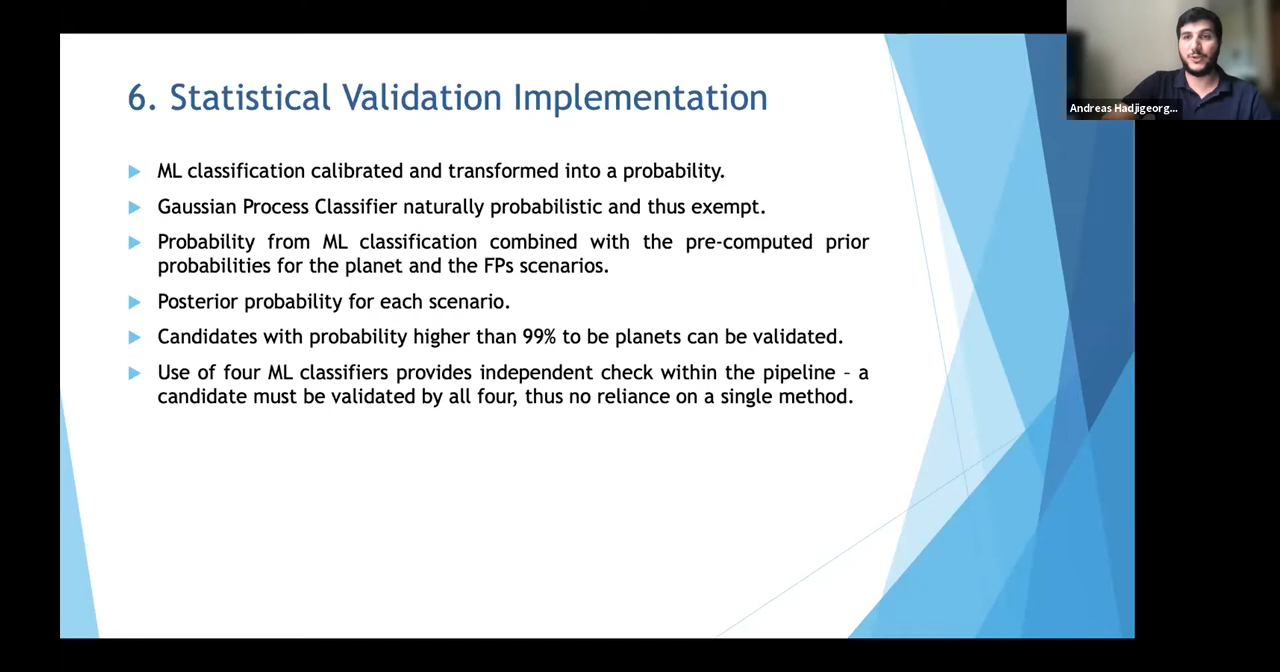 6. Statistical Validation Implementation
ML classification calibrated and transformed into a probability.
Gaussian Process Classifier naturally probabilistic and thus exempt.
Probability from ML classification combined with the pre-computed prior
probabilities for the planet and the FPs scenarios.
Posterior probability for each scenario.
Candidates with probability higher than 99% to be planets can be validated.
Use of four ML classifiers provides independent check within the pipeline – a
candidate must be validated by all four, thus no reliance on a single method.
Andreas Hadjigeorg...